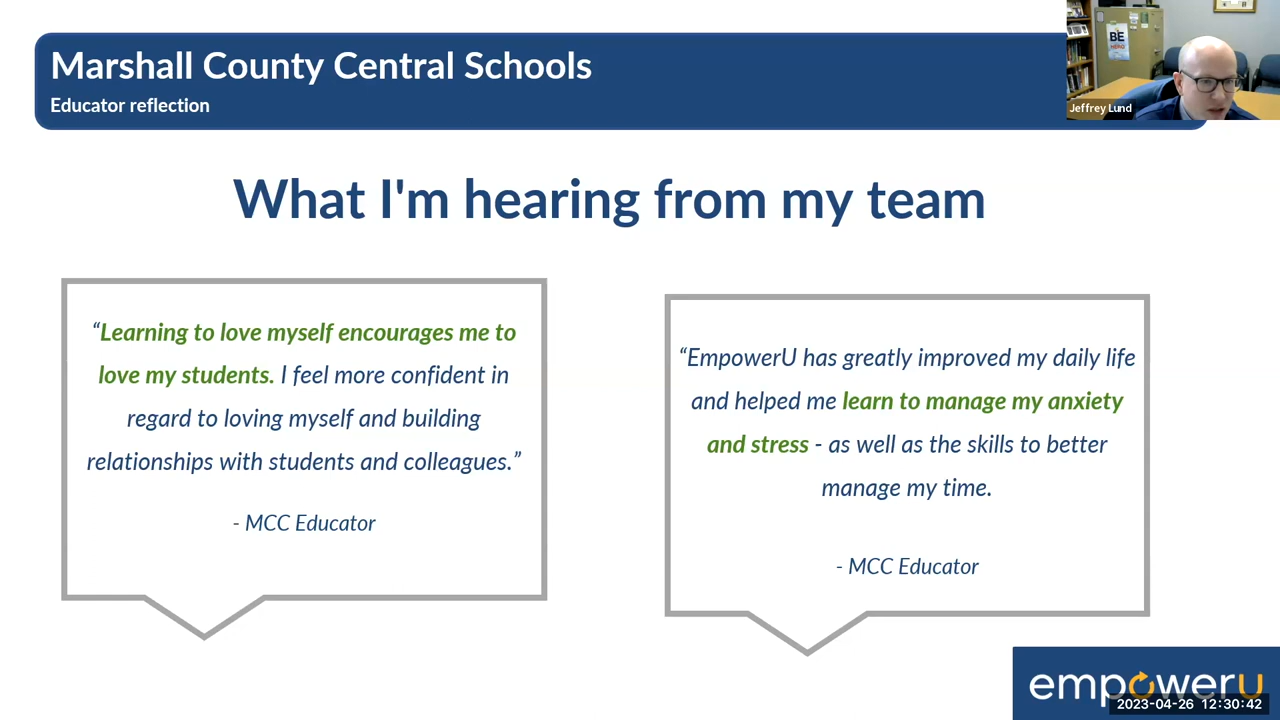 Marshall County Central Schools
Educator reflection
BE
Jeffrey Lund
What I'm hearing from my team
“Learning to love myself encourages me to
love my students. I feel more confident in
regard to loving myself and building
relationships with students and colleagues.”
- MCC Educator
“EmpowerU has greatly improved my daily life
and helped me learn to manage my anxiety
and stress - as well as the skills to better
manage my time.
- MCC Educator
empoweru
2023-04-26 12:30:42